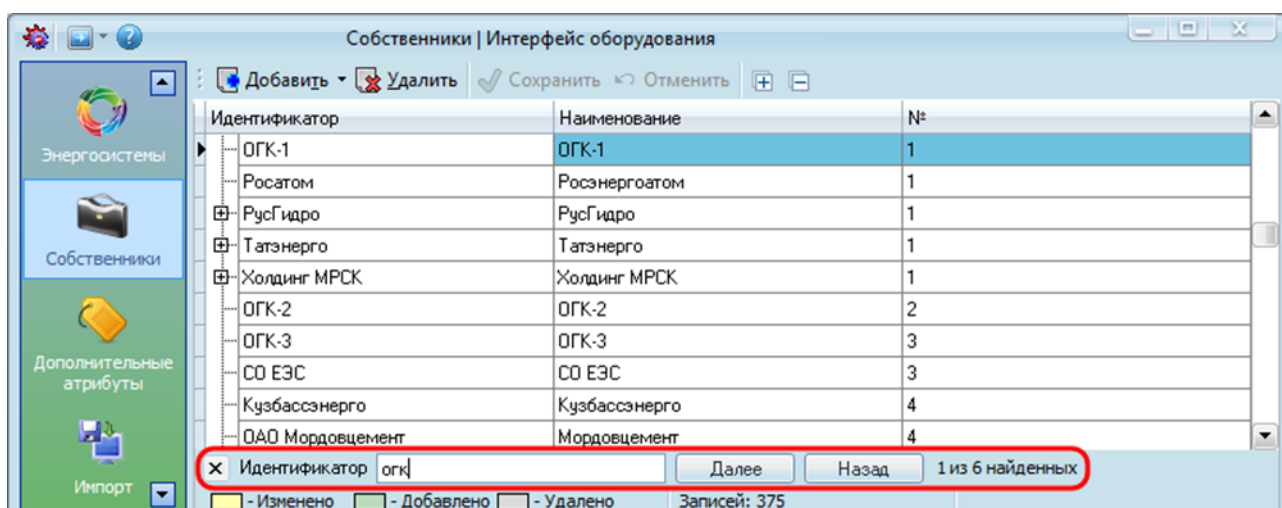 Собственники | Интерфейс оборудования
Добавить Удалить Сохранить Отменить
Идентификатор Наименование №
ОГК-1 ОГК-1 1
Росатом Росэнергоатом 1
РусГидро РусГидро 1
Татэнерго Татэнерго 1
Холдинг МРСК Холдинг МРСК 1
ОГК-2 ОГК-2 2
ОГК-3 ОГК-3 3
СО ЕЭС СО ЕЭС 3
Кузбассэнерго Кузбассэнерго 4
ОАО Мордовцемент Мордовцемент 4
Энергосистемы
Собственники
Дополнительные
атрибуты
Импорт
Идентификатор огк Далее Назад 1 из 6 найденных
- Изменено - Добавлено - Удалено Записей: 375